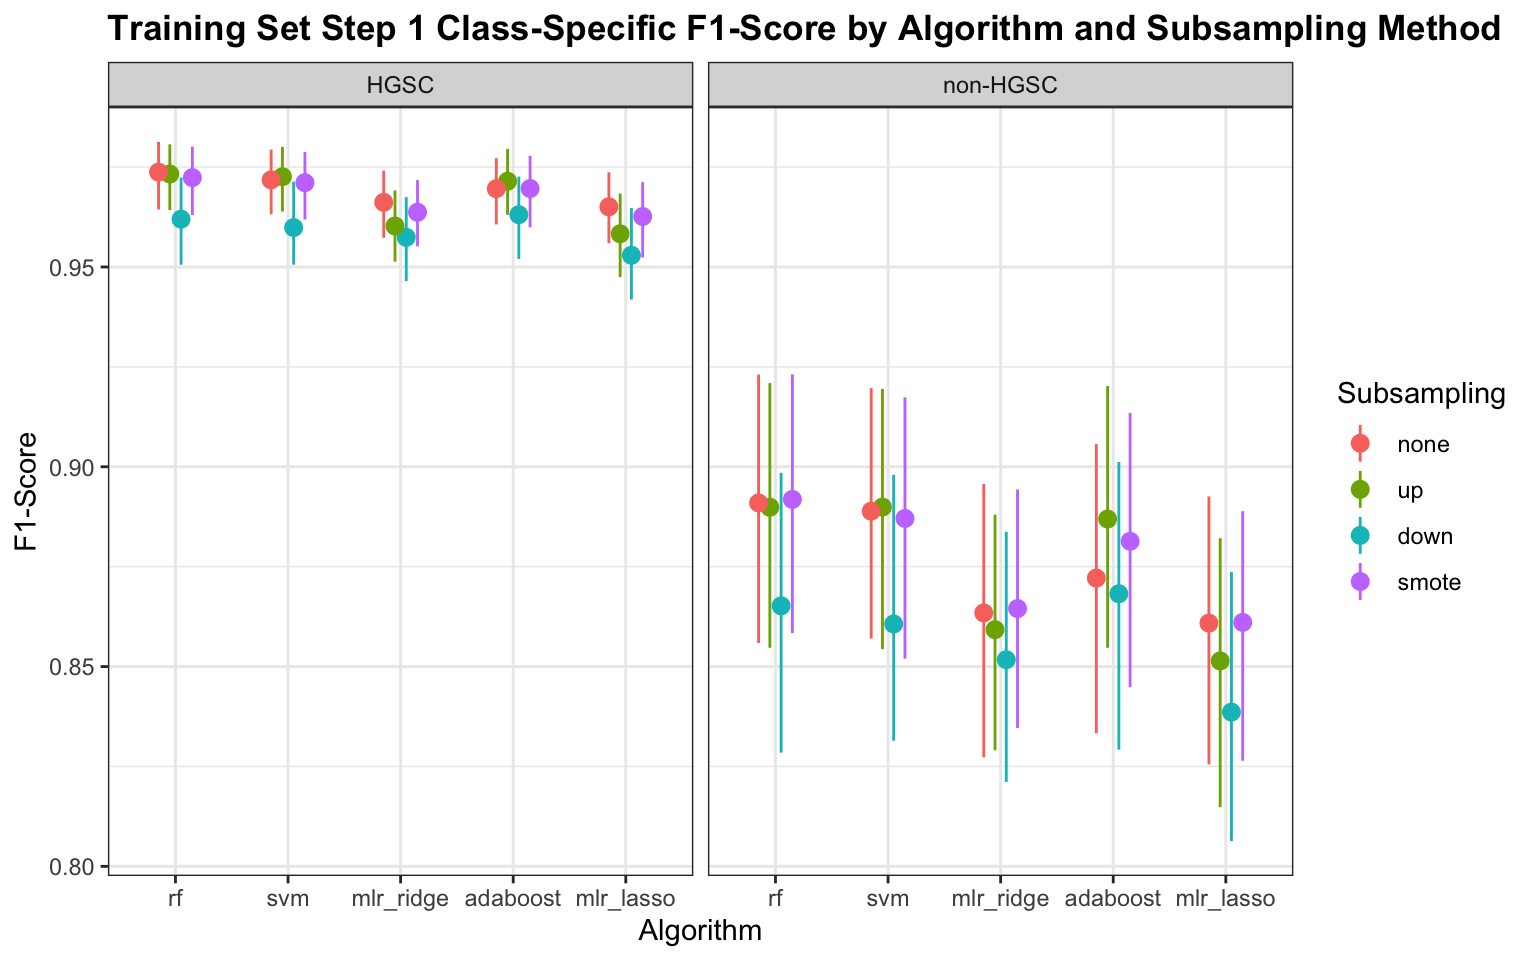 Training Set Step 1 Class-Specific F1-Score by Algorithm and Subsampling Method
HGSC
non-HGSC
F1-Score
0.95
0.90
0.85
0.80
rf svm mlr_ridge adaboost mlr_lasso
rf svm mlr_ridge adaboost mlr_lasso
Algorithm
Subsampling
none
up
down
smote